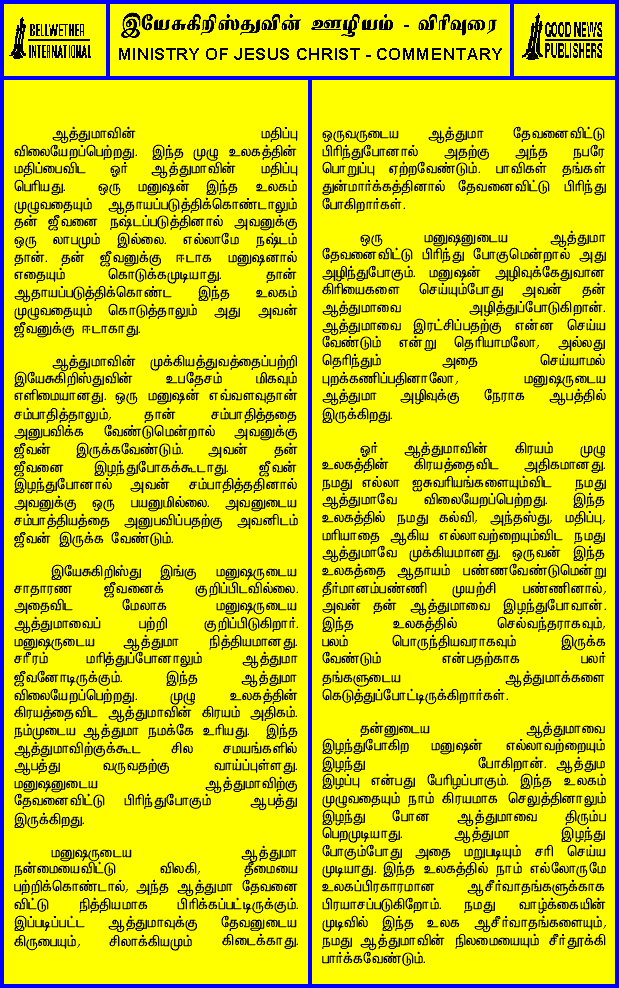 BELLWETHER
INTERNATIONAL
இயேசுகிறிஸ்துவின் ஊழியம் - விரிவுரை
MINISTRY OF JESUS CHRIST - COMMENTARY
GOOD NEWS
PUBLISHERS
ஆத்துமாவின் மதிப்பு
விலையேறப்பெற்றது. இந்த முழு உலகத்தின்
மதிப்பைவிட ஓர் ஆத்துமாவின் மதிப்பு
பெரியது. ஒரு மனுஷன் இந்த உலகம்
முழுவதையும் ஆதாயப்படுத்திக்கொண்டாலும்
தன் ஜீவனை நஷ்டப்படுத்தினால் அவனுக்கு
ஒரு லாபமும் இல்லை. எல்லாமே நஷ்டம்
தான். தன் ஜீவனுக்கு ஈடாக மனுஷனால்
எதையும் கொடுக்கமுடியாது. தான்
ஆதாயப்படுத்திக்கொண்ட இந்த உலகம்
முழுவதையும் கொடுத்தாலும் அது அவன்
ஜீவனுக்கு ஈடாகாது.
ஆத்துமாவின் முக்கியத்துவத்தைப்பற்றி
இயேசுகிறிஸ்துவின் உபதேசம் மிகவும்
எளிமையானது. ஒரு மனுஷன் எவ்வளவுதான்
சம்பாதித்தாலும், தான் சம்பாதித்ததை
அனுபவிக்க வேண்டுமென்றால் அவனுக்கு
ஜீவன் இருக்கவேண்டும். அவன் தன்
ஜீவனை இழந்துபோகக்கூடாது. ஜீவன்
இழந்துபோனால் அவன் சம்பாதித்ததினால்
அவனுக்கு ஒரு பயனுமில்லை. அவனுடைய
சம்பாத்தியத்தை அனுபவிப்பதற்கு அவனிடம்
ஜீவன் இருக்க வேண்டும்.
இயேசுகிறிஸ்து இங்கு மனுஷருடைய
சாதாரண ஜீவனைக் குறிப்பிடவில்லை.
அதைவிட மேலாக மனுஷருடைய
ஆத்துமாவைப் பற்றி குறிப்பிடுகிறார்.
மனுஷருடைய ஆத்துமா நித்தியமானது.
சரீரம் மரித்துப்போனாலும் ஆத்துமா
ஜீவனோடிருக்கும். இந்த ஆத்துமா
விலையேறப்பெற்றது. முழு உலகத்தின்
கிரயத்தைவிட ஆத்துமாவின் கிரயம் அதிகம்.
நம்முடைய ஆத்துமா நமக்கே உரியது. இந்த
ஆத்துமாவிற்குக்கூட சில சமயங்களில்
ஆபத்து வருவதற்கு வாய்ப்புள்ளது.
மனுஷனுடைய ஆத்துமாவிற்கு
தேவனைவிட்டு பிரிந்துபோகும் ஆபத்து
இருக்கிறது.
மனுஷருடைய ஆத்துமா
நன்மையைவிட்டு விலகி, தீமையை
பற்றிக்கொண்டால், அந்த ஆத்துமா தேவனை
விட்டு நித்தியமாக பிரிக்கப்பட்டிருக்கும்.
இப்படிப்பட்ட ஆத்துமாவுக்கு தேவனுடைய
கிருபையும், சிலாக்கியமும் கிடைக்காது.
ஒருவருடைய ஆத்துமா தேவனைவிட்டு
பிரிந்துபோனால் அதற்கு அந்த நபரே
பொறுப்பு ஏற்றவேண்டும். பாவிகள் தங்கள்
துன்மார்க்கத்தினால் தேவனைவிட்டு பிரிந்து
போகிறார்கள்.
ஒரு மனுஷனுடைய ஆத்துமா
தேவனைவிட்டு பிரிந்து போகுமென்றால் அது
அழிந்துபோகும். மனுஷன் அழிவுக்கேதுவான
கிரியைகளை செய்யும்போது அவன் தன்
ஆத்துமாவை அழித்துப்போடுகிறான்.
ஆத்துமாவை இரட்சிப்பதற்கு என்ன செய்ய
வேண்டும் என்று தெரியாமலோ, அல்லது
தெரிந்தும் அதை செய்யாமல்
புறக்கணிப்பதினாலோ, மனுஷருடைய
ஆத்துமா அழிவுக்கு நேராக ஆபத்தில்
இருக்கிறது.
ஓர் ஆத்துமாவின் கிரயம் முழு
உலகத்தின் கிரயத்தைவிட அதிகமானது.
நமது எல்லா ஐசுவரியங்களையும்விட நமது
ஆத்துமாவே விலையேறப்பெற்றது. இந்த
உலகத்தில் நமது கல்வி, அந்தஸ்து, மதிப்பு,
மரியாதை ஆகிய எல்லாவற்றையும்விட நமது
ஆத்துமாவே முக்கியமானது. ஒருவன் இந்த
உலகத்தை ஆதாயம் பண்ணவேண்டுமென்று
தீர்மானம்பண்ணி முயற்சி பண்ணினால்,
அவன் தன் ஆத்துமாவை இழந்துபோவான்.
இந்த உலகத்தில் செல்வந்தராகவும்,
பலம் பொருந்தியவராகவும் இருக்க
வேண்டும் என்பதற்காக பலர்
தங்களுடைய ஆத்துமாக்களை
கெடுத்துப்போட்டிருக்கிறார்கள்.
தன்னுடைய ஆத்துமாவை
இழந்துபோகிற மனுஷன் எல்லாவற்றையும்
இழந்து போகிறான். ஆத்தும
இழப்பு என்பது பேரிழப்பாகும். இந்த உலகம்
முழுவதையும் நாம் கிரயமாக செலுத்தினாலும்
இழந்து போன ஆத்துமாவை திரும்ப
பெறமுடியாது. ஆத்துமா இழந்து
போகும்போது அதை மறுபடியும் சரி செய்ய
முடியாது. இந்த உலகத்தில் நாம் எல்லோருமே
உலகப்பிரகாரமான ஆசீர்வாதங்களுக்காக
பிரயாசப்படுகிறோம். நமது வாழ்க்கையின்
முடிவில் இந்த உலக ஆசீர்வாதங்களையும்,
நமது ஆத்துமாவின் நிலமையையும் சீர்தூக்கி
பார்க்கவேண்டும்.